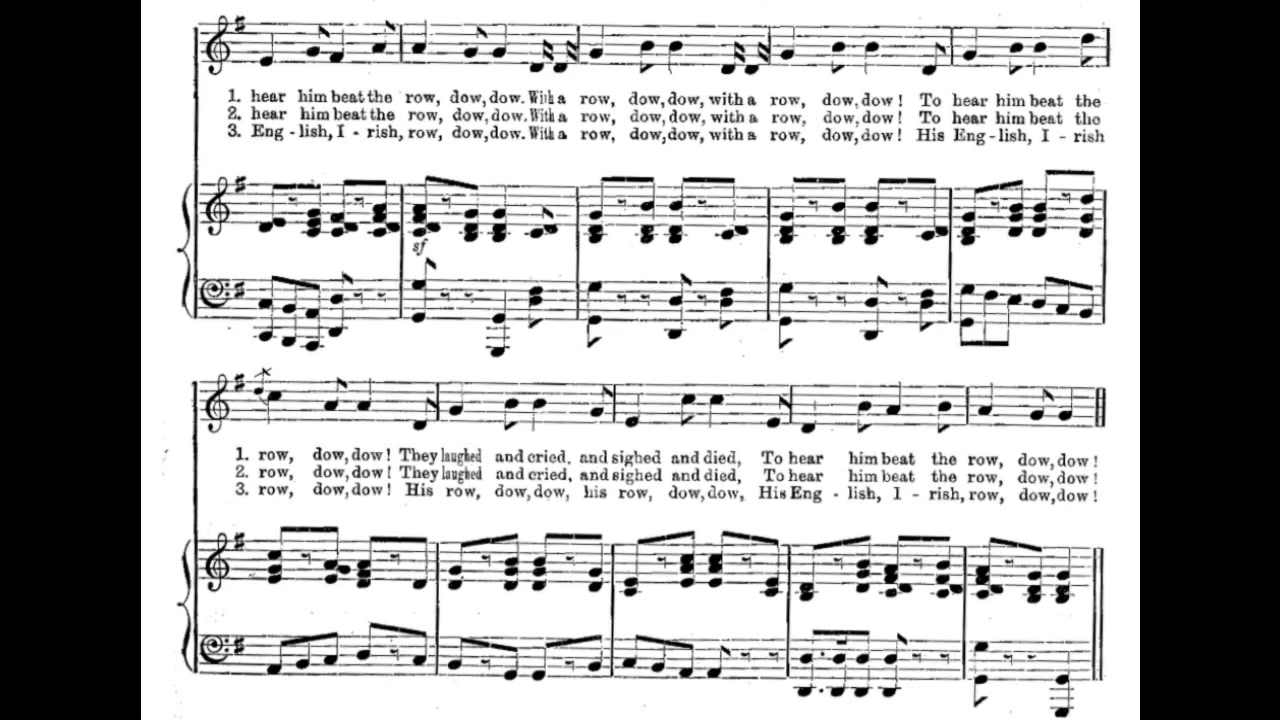 1. hear him beat the row, dow, dow. With a row, dow, dow, with a row, dow, dow! To hear him beat the
2. hear him beat the row, dow, dow. With a row, dow, dow, with a row, dow, dow! To hear him beat the
3. Eng - lish, I - rish, row, dow, dow. With a row, dow, dow, with a row, dow, dow! His Eng - lish, I - rish
sf
1. row, dow, dow! They laughed and cried, and sighed and died, To hear him beat the row, dow, dow!
2. row, dow, dow! They laughed and cried, and sighed and died, To hear him beat the row, dow, dow!
3. row, dow, dow! His row, dow, dow, his row, dow, dow, His Eng - lish, I - rish, row, dow, dow!